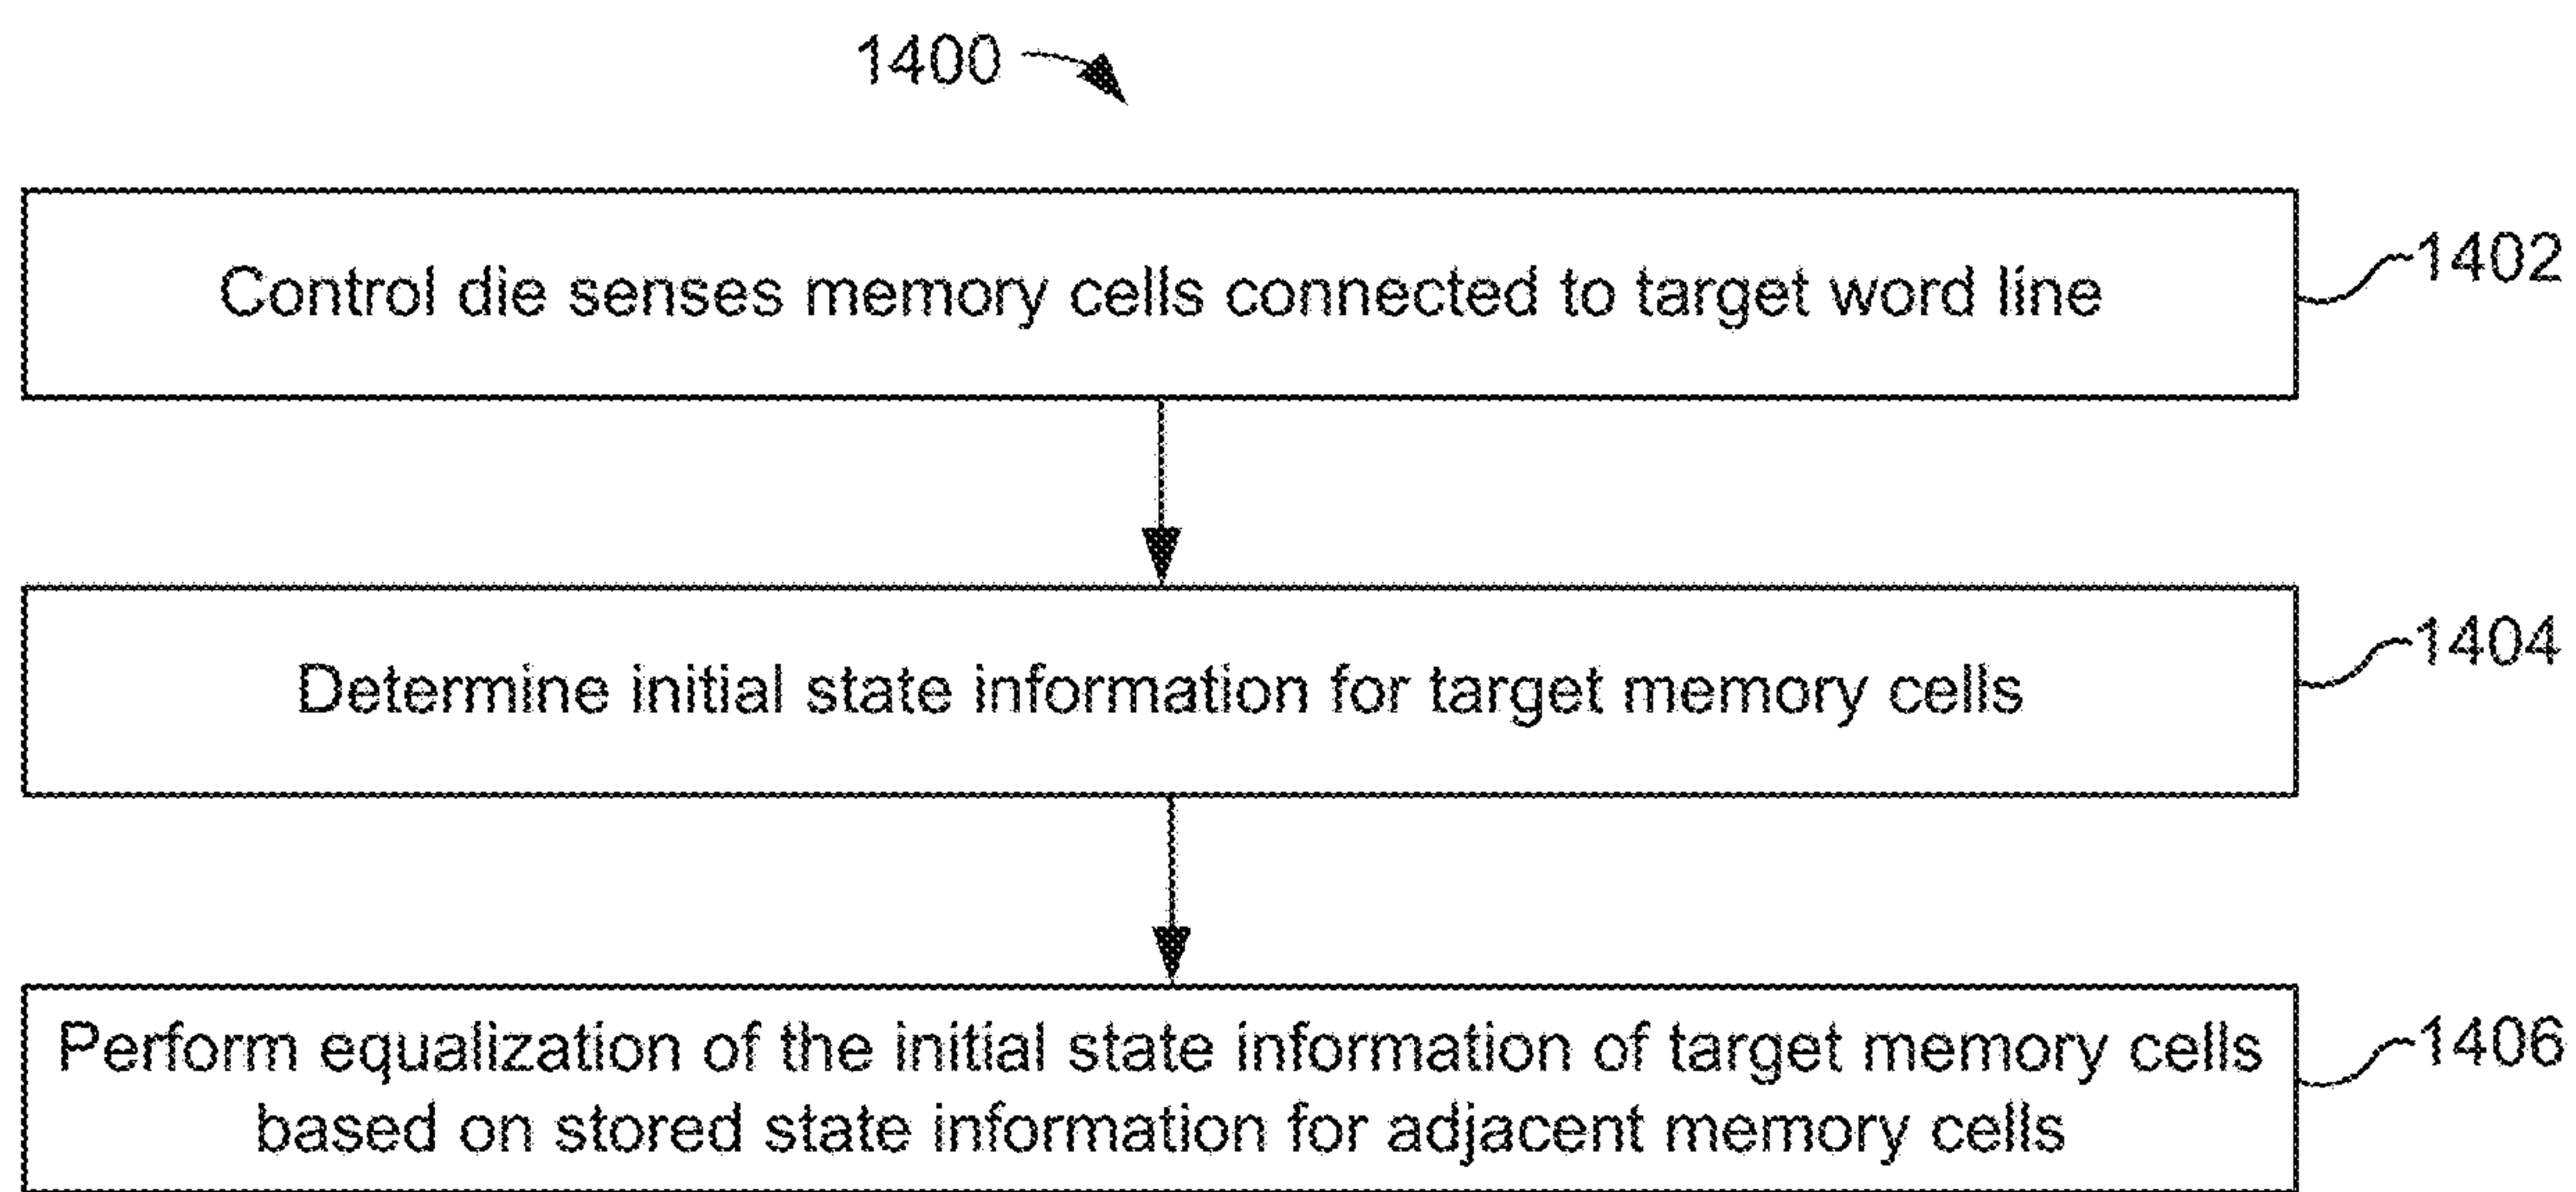 1400
Control die senses memory cells connected to target word line
1402
Determine initial state information for target memory cells
1404
Perform equalization of the initial state information of target memory cells
based on stored state information for adjacent memory cells
1406